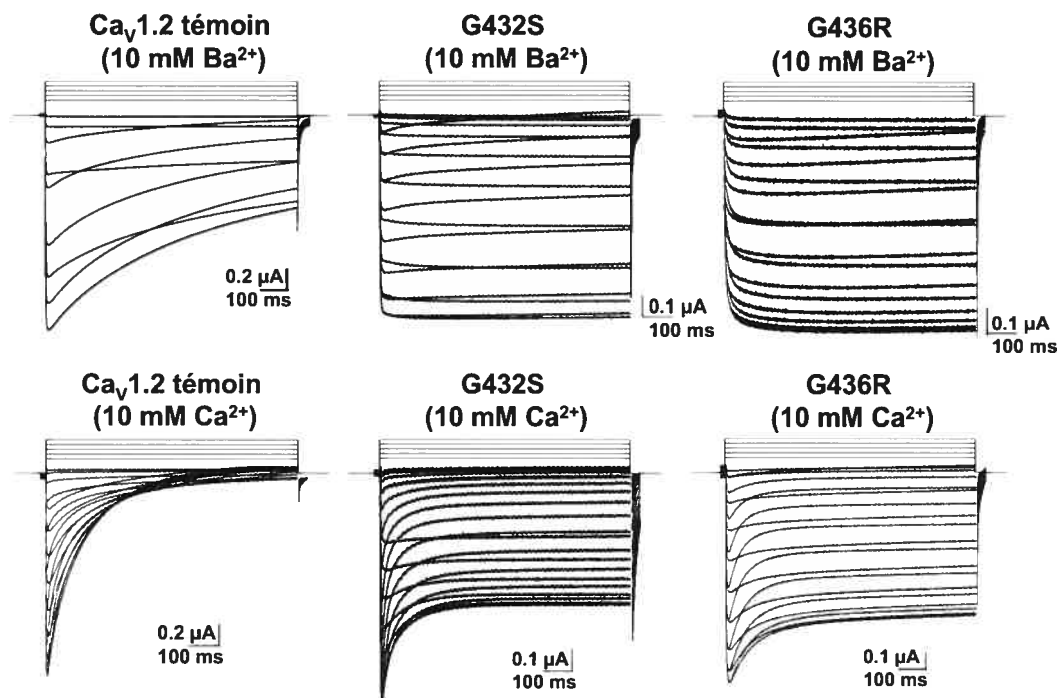 Ca_V1.2 témoin
(10 mM Ba²⁺)
G432S
(10 mM Ba²⁺)
G436R
(10 mM Ba²⁺)
0.2 µA
100 ms
0.1 µA
100 ms
0.1 µA
100 ms
Ca_V1.2 témoin
(10 mM Ca²⁺)
G432S
(10 mM Ca²⁺)
G436R
(10 mM Ca²⁺)
0.2 µA
100 ms
0.1 µA
100 ms
0.1 µA
100 ms